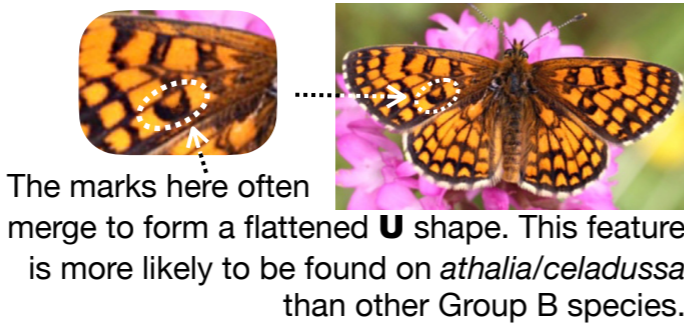 The marks here often
merge to form a flattened U shape. This feature
is more likely to be found on athalia/celadussa
than other Group B species.